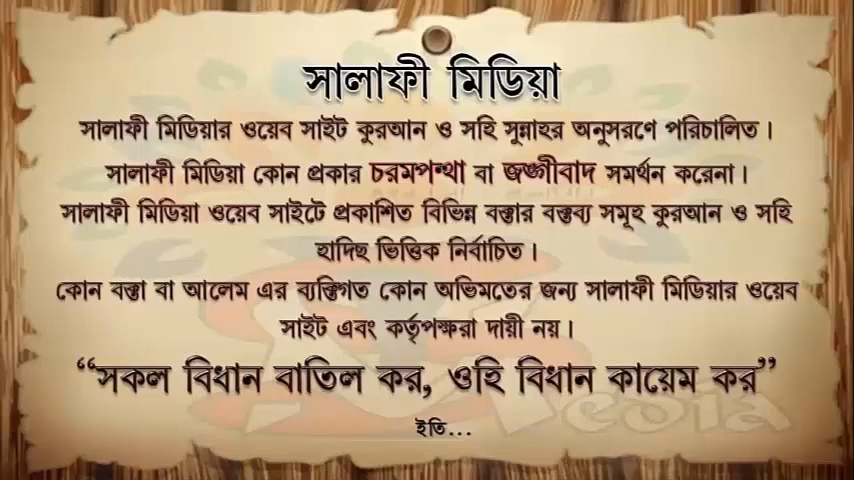 সালাফী মিডিয়া
সালাফী মিডিয়ার ওয়েব সাইট কুরআন ও সহি সুন্নাহর অনুসরণে পরিচালিত।
সালাফী মিডিয়া কোন প্রকার চরমপন্থা বা জঙ্গীবাদ সমর্থন করেনা।
সালাফী মিডিয়া ওয়েব সাইটে প্রকাশিত বিভিন্ন বক্তার বক্তব্য সমূহ কুরআন ও সহি
হাদিছ ভিত্তিক নির্বাচিত।
কোন বক্তা বা আলেম এর ব্যক্তিগত কোন অভিমতের জন্য সালাফী মিডিয়ার ওয়েব
সাইট এবং কর্তৃপক্ষরা দায়ী নয়।
“সকল বিধান বাতিল কর, ওহি বিধান কায়েম কর”
ইতি...